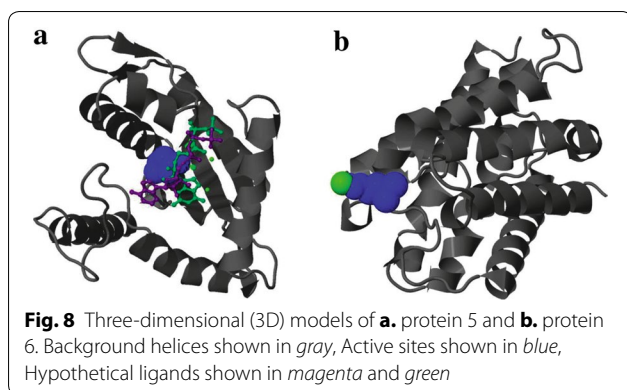 a
b
Fig. 8 Three-dimensional (3D) models of a. protein 5 and b. protein
6. Background helices shown in gray, Active sites shown in blue,
Hypothetical ligands shown in magenta and green